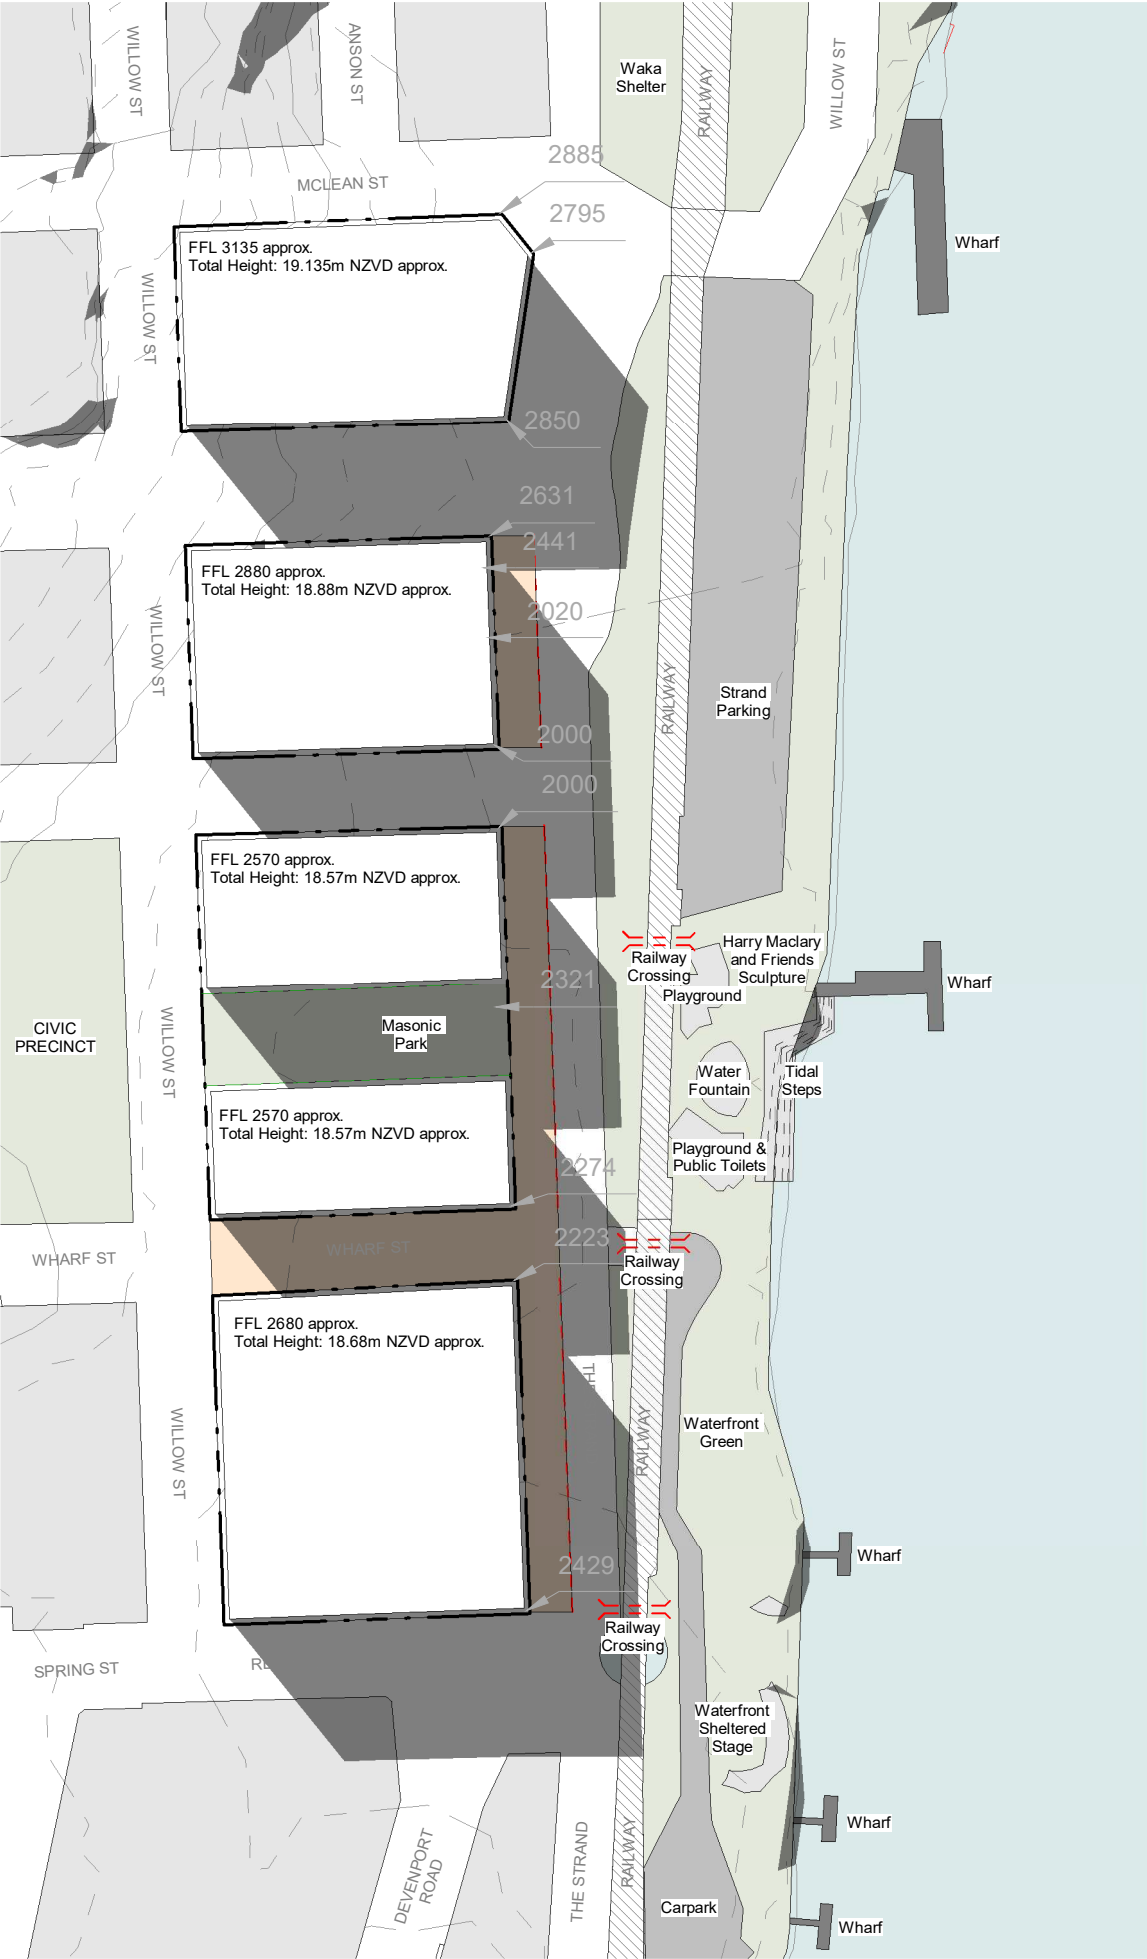 WILLOW ST
ANSON ST
Waka
Shelter
RAILWAY
WILLOW ST
2885
MCLEAN ST
2795
Wharf
FFL 3135 approx.
Total Height: 19.135m NZVD approx.
WILLOW ST
2850
2631
2441
FFL 2880 approx.
Total Height: 18.88m NZVD approx.
2020
WILLOW ST
RAILWAY
Strand
Parking
2000
2000
FFL 2570 approx.
Total Height: 18.57m NZVD approx.
Harry Maclary
and Friends
Sculpture
Railway
Crossing
Playground
Wharf
2321
CIVIC
PRECINCT
WILLOW ST
Masonic
Park
Water
Fountain
Tidal
Steps
FFL 2570 approx.
Total Height: 18.57m NZVD approx.
Playground &
Public Toilets
2274
2223
WHARF ST
WHARF ST
Railway
Crossing
FFL 2680 approx.
Total Height: 18.68m NZVD approx.
WILLOW ST
RAILWAY
Waterfront
Green
2429
Wharf
Railway
Crossing
SPRING ST
Waterfront
Sheltered
Stage
Wharf
DEVENPORT
ROAD
THE STRAND
RAILWAY
Carpark
Wharf